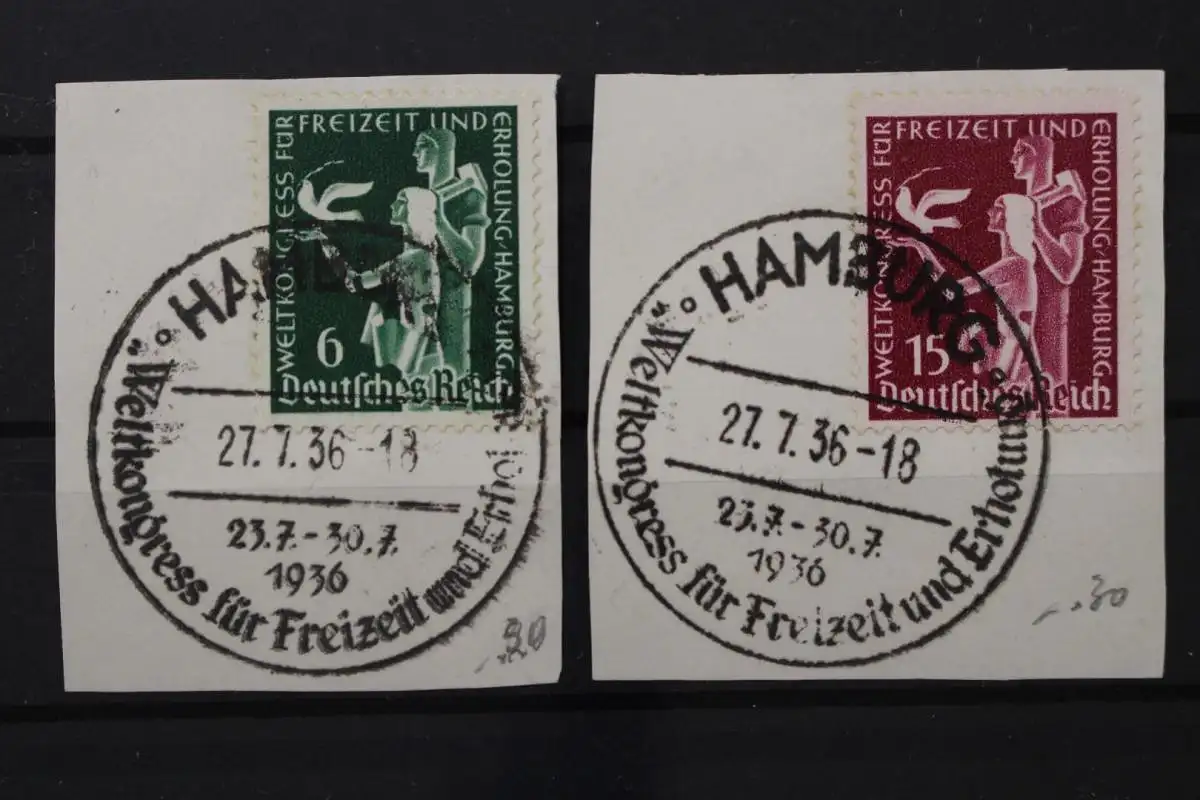 WELTKONGRESS FÜR
FREIZEIT UND
ERHOLUNG/HAMBURG
6
Deutsches Reich
HAMBURG
27.7.36-18
23.7.-30.7.
1936
"Weltkongress für Freizeit und
WELTKONGRESS FÜR
FREIZEIT UND
ERHOLUNG/HAMBURG
15
Deutsches Reich
HAMBURG
27.7.36-18
23.7.-30.7.
1936
"Weltkongress für Freizeit und Erholung
-.30